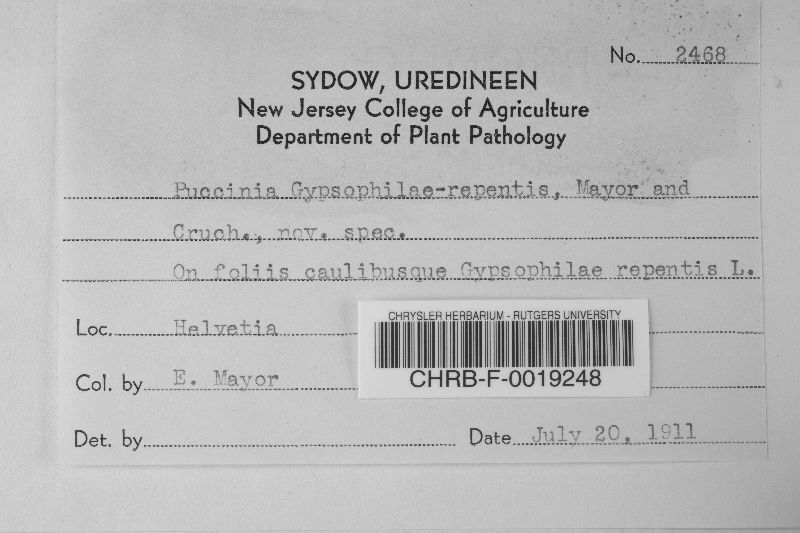 No. 2468
SYDOW, UREDINEEN
New Jersey College of Agriculture
Department of Plant Pathology
Puccinia Gypsophilae-repentis, Mayor and
Cruch., nov. spec.
On foliis caulibusque Gypsophilae repentis L.
Loc. Helvetia
CHRYSLER HERBARIUM - RUTGERS UNIVERSITY
CHRB-F-0019248
Col. by E. Mayor
Det. by
Date July 20, 1911